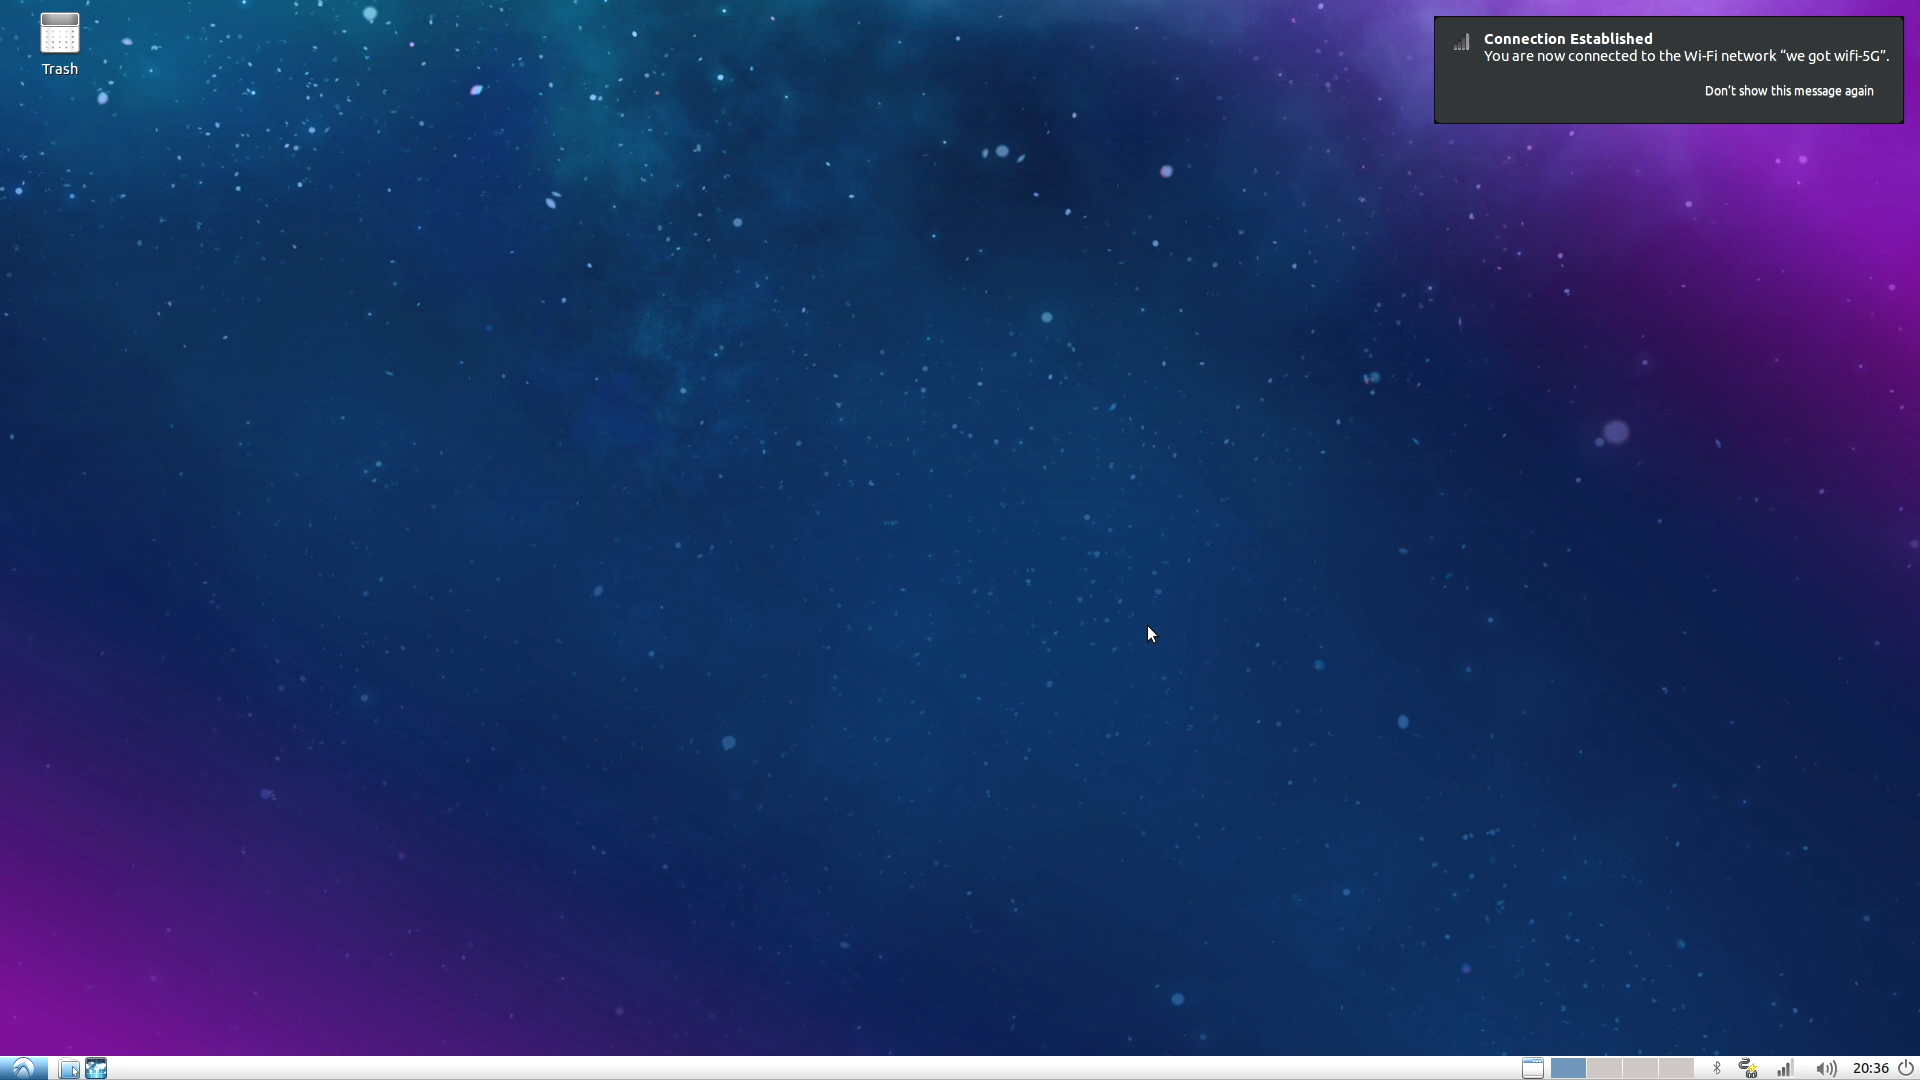 Trash
Connection Established
You are now connected to the Wi-Fi network “we got wifi-5G”.
Don't show this message again
20:36